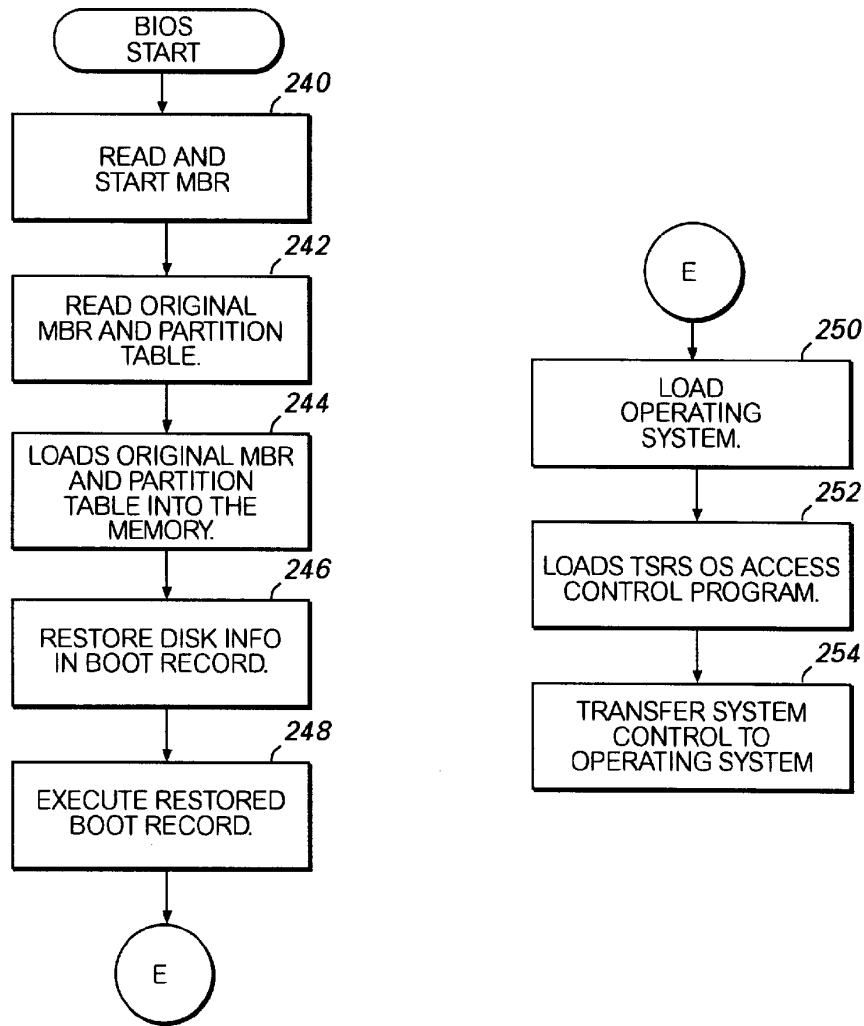 BIOS
START
240
READ AND
START MBR
242
READ ORIGINAL
MBR AND PARTITION
TABLE.
244
LOADS ORIGINAL MBR
AND PARTITION
TABLE INTO THE
MEMORY.
246
RESTORE DISK INFO
IN BOOT RECORD.
248
EXECUTE RESTORED
BOOT RECORD.
E
E
250
LOAD
OPERATING
SYSTEM.
252
LOADS TSRS OS ACCESS
CONTROL PROGRAM.
254
TRANSFER SYSTEM
CONTROL TO
OPERATING SYSTEM